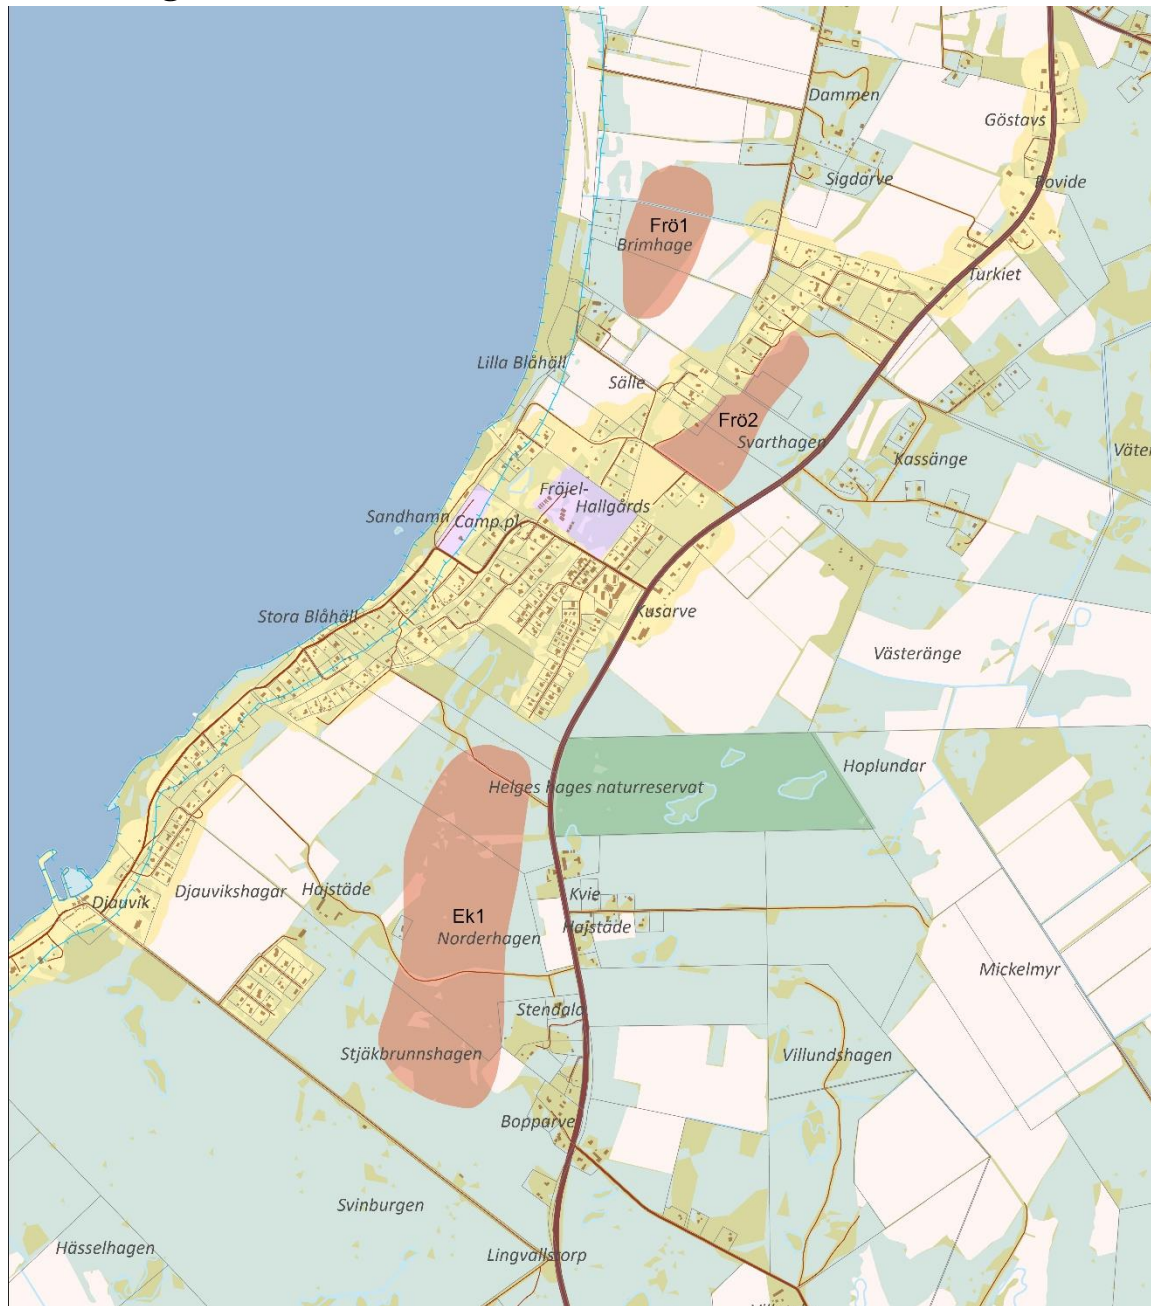 Dammen
Göstavs
Sigdarve
Rovide
Frö1
Brimhage
Turkiet
Lilla Blåhäll
Sälle
Frö2
Svarthagen
Kassänge
Väter
Fröjel-
Hallgårds
Sandhamn
Camp.pl
Stora Blåhäll
Kusarve
Västeränge
Hoplundar
Helges hages naturreservat
Djauvik
Djauvikshagar
Hajstäde
Kvie
Ek1
Norderhagen
Hajstäde
Mickelmyr
Stendala
Stjäkbrunnshagen
Villundshagen
Bopparve
Svinburgen
Hässelhagen
Lingvallstorp